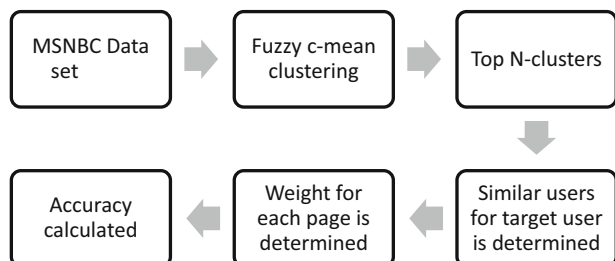 MSNBC Data
set
Fuzzy c-mean
clustering
Top N-clusters
Similar users
for target user
is determined
Weight for
each page is
determined
Accuracy
calculated